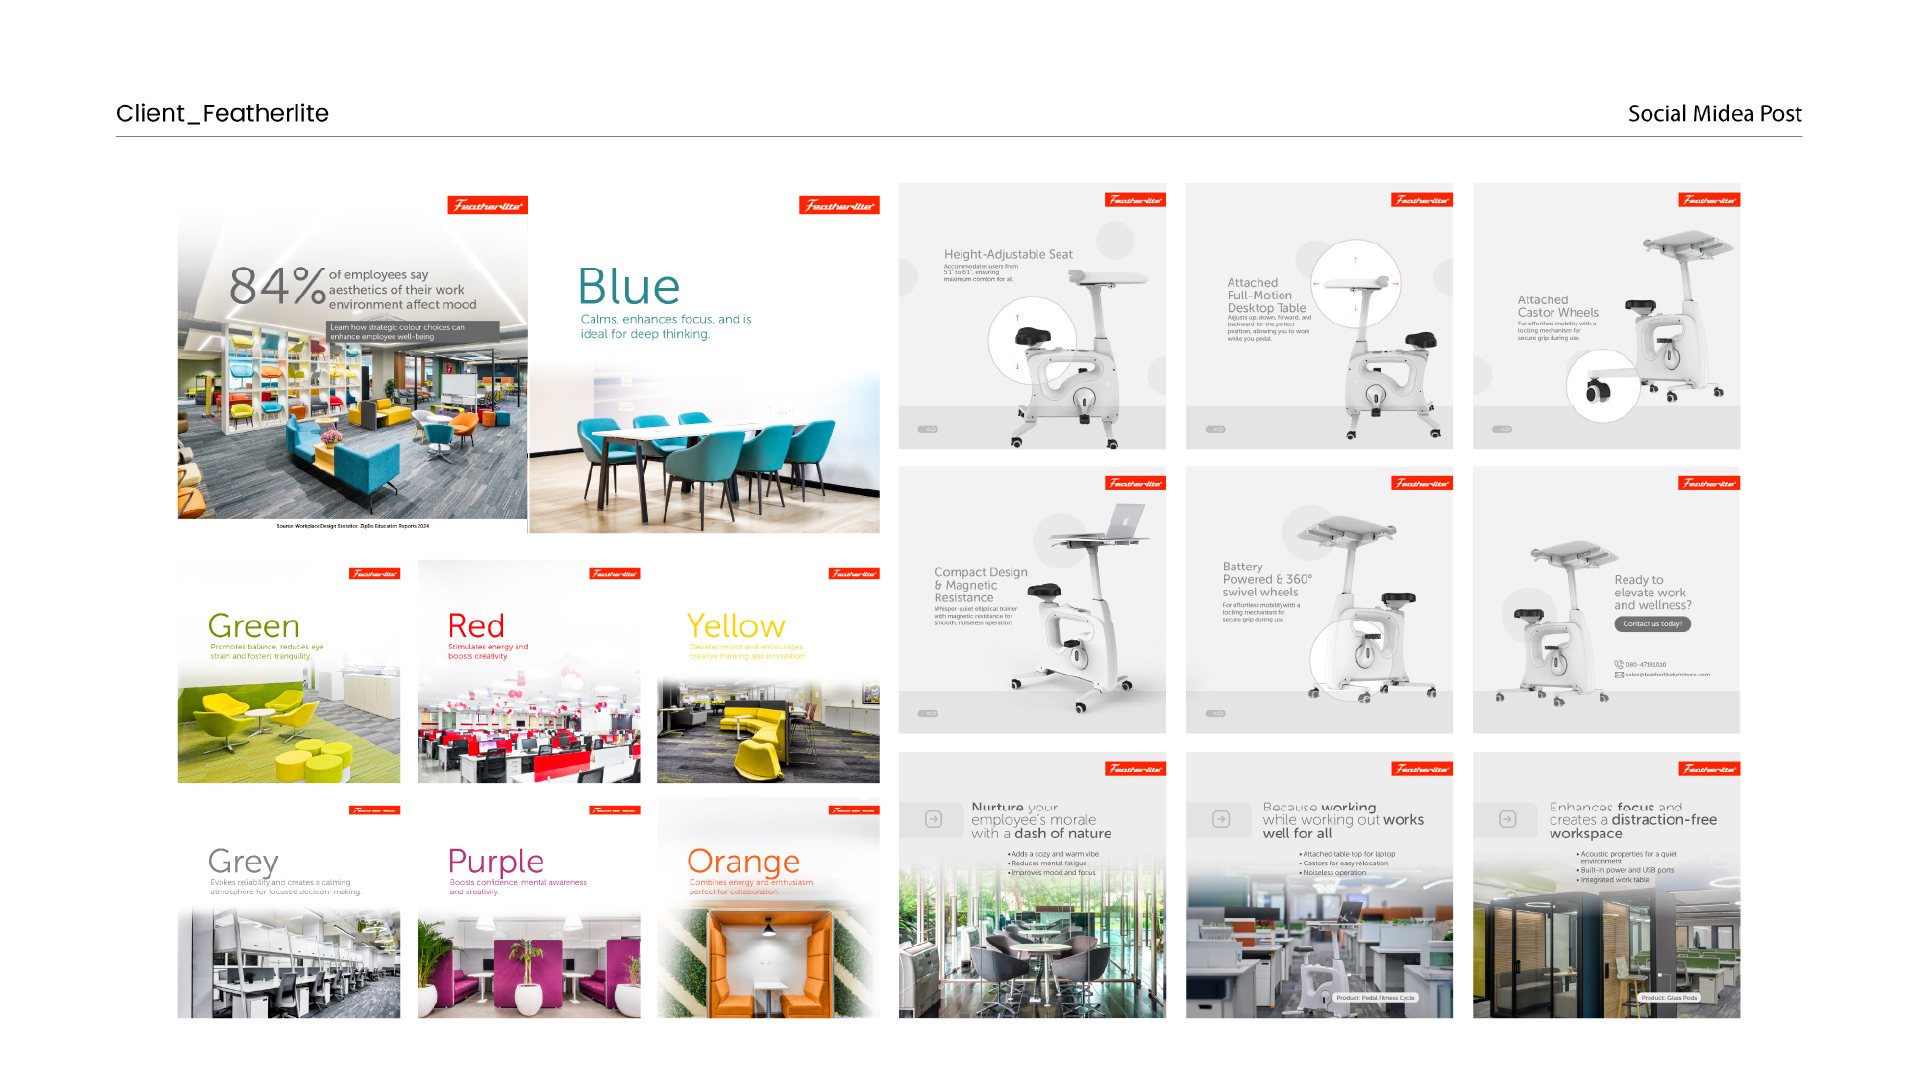 Client_Featherlite
Social Midea Post
Featherlite
84%
of employees say
aesthetics of their work
environment affect mood
Learn how strategic colour choices can
enhance employee well-being
Source: Workplace Design Statistics: ZipDo Education Reports 2024
Featherlite
Blue
Calms, enhances focus, and is
ideal for deep thinking.
Featherlite
Height-Adjustable Seat
Accommodates users from
5'1" to 6'1", ensuring
maximum comfort for all.
Featherlite
Attached
Full-Motion
Desktop Table
Adjusts up, down, forward, and
backward for the perfect
position, allowing you to work
while you pedal.
Featherlite
Attached
Castor Wheels
For effortless mobility with a
locking mechanism for
secure grip during use.
Featherlite
Compact Design
& Magnetic
Resistance
Whisper-quiet elliptical trainer
with magnetic resistance for
smooth, noiseless operation.
Featherlite
Battery
Powered & 360°
swivel wheels
For effortless mobility with a
locking mechanism for
secure grip during use.
Featherlite
Ready to
elevate work
and wellness?
Contact us today!
080-47191010
sales@featherlitefurniture.com
Featherlite
Green
Promotes balance, reduces eye
strain and fosters tranquility.
Featherlite
Red
Stimulates energy and
boosts creativity.
Featherlite
Yellow
Elevates mood and encourages
creative thinking and innovation.
Grey
Evokes reliability and creates a calming
atmosphere for focused decision-making.
Purple
Boosts confidence, mental awareness
and creativity.
Orange
Combines energy and enthusiasm,
perfect for collaboration.
Featherlite
Nurture your
employee's morale
with a dash of nature
• Adds a cozy and warm vibe
• Reduces mental fatigue
• Improves mood and focus
Featherlite
Because working
while working out works
well for all
• Attached table top for laptop
• Castors for easy relocation
• Noiseless operation
Product: Pedal Fitness Cycle
Featherlite
Enhances focus and
creates a distraction-free
workspace
• Acoustic properties for a quiet
environment
• Built-in power and USB ports
• Integrated work table
Product: Glass Pods